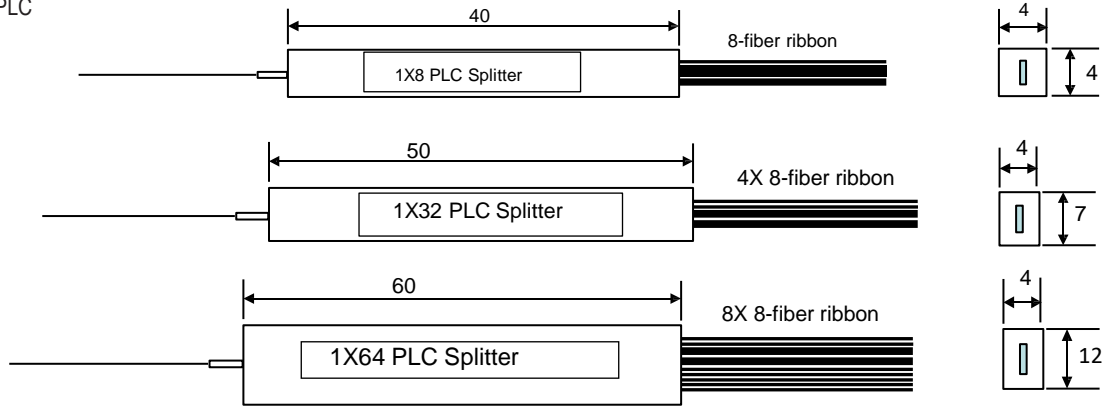 PLC
40
8-fiber ribbon
4
1X8 PLC Splitter
4
50
4X 8-fiber ribbon
4
1X32 PLC Splitter
7
60
8X 8-fiber ribbon
4
1X64 PLC Splitter
12